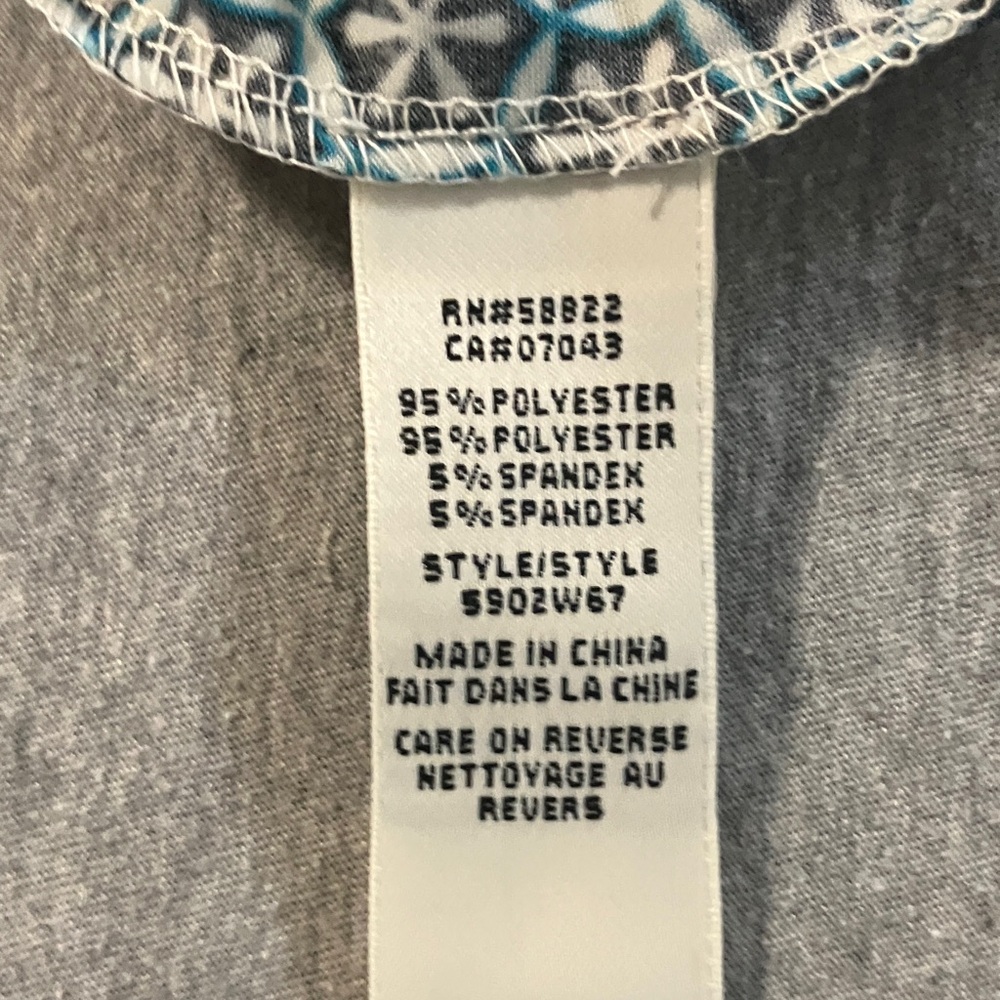 RN#58822
CA#07043
95%POLYESTER
95%POLYESTER
5%SPANDEX
5%SPANDEX
STYLE/STYLE
5902W67
MADE IN CHINA
FAIT DANS LA CHINE
CARE ON REVERSE
NETTOYAGE AU
REVERS